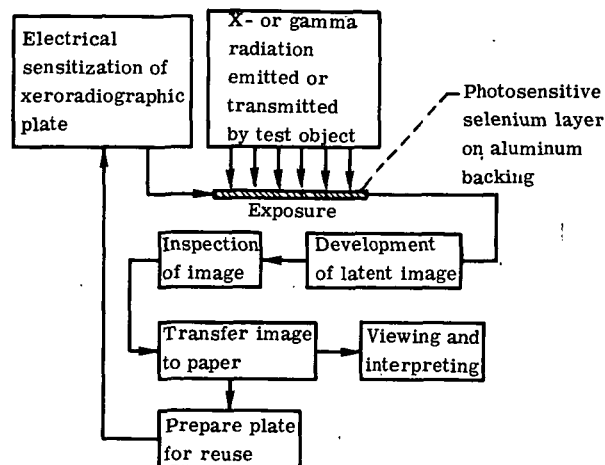 Electrical
sensitization of
xeroradiographic
plate
X- or gamma
radiation
emitted or
transmitted
by test object
Photosensitive
selenium layer
on aluminum
backing
Exposure
Inspection
of image
Development
of latent image
Transfer image
to paper
Viewing and
interpreting
Prepare plate
for reuse